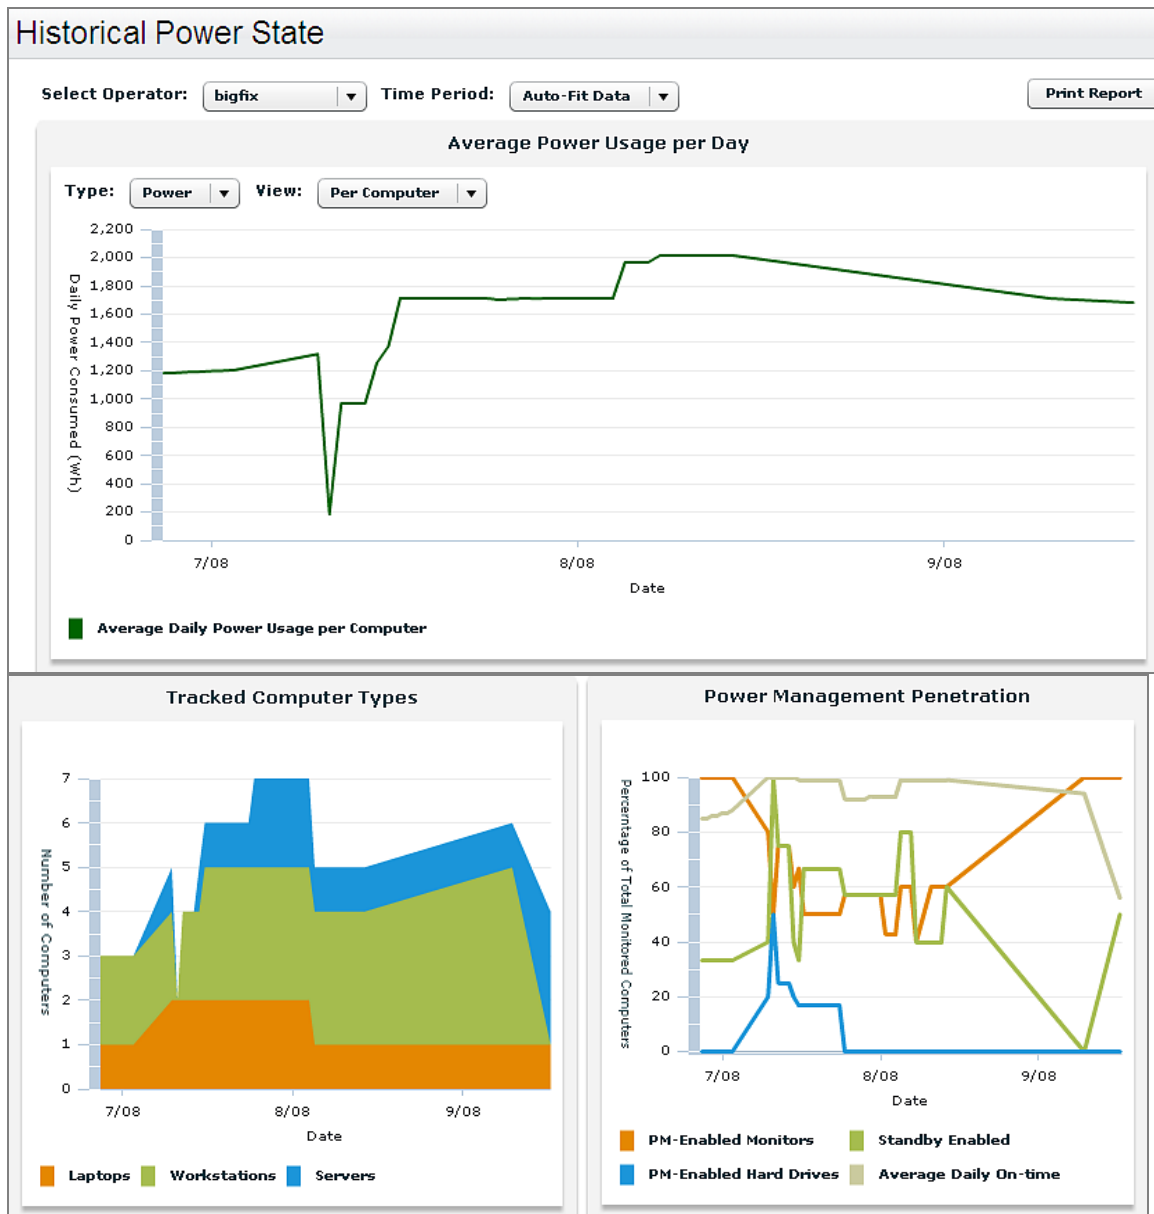 Historical Power State
Select Operator: bigfix Time Period: Auto-Fit Data Print Report
Average Power Usage per Day
Type: Power View: Per Computer
2,200
2,000
1,800
1,600
1,400
1,200
1,000
800
600
400
200
0
Daily Power Consumed (Wh)
7/08 8/08 9/08
Date
Average Daily Power Usage per Computer
Tracked Computer Types
7
6
5
4
3
2
1
0
Number of Computers
7/08 8/08 9/08
Date
Laptops Workstations Servers
Power Management Penetration
100
80
60
40
20
0
Percerntage of Total Monitored Computers
7/08 8/08 9/08
Date
PM-Enabled Monitors Standby Enabled
PM-Enabled Hard Drives Average Daily On-time